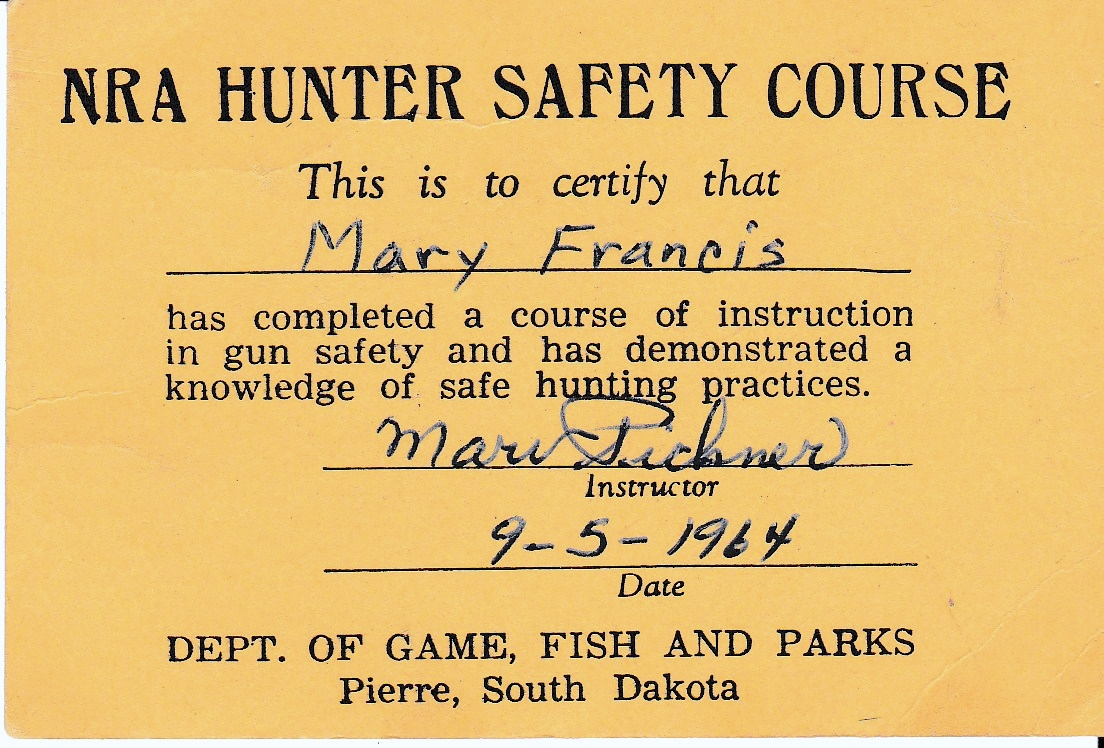 NRA HUNTER SAFETY COURSE
This is to certify that
Mary Francis
has completed a course of instruction
in gun safety and has demonstrated a
knowledge of safe hunting practices.
Marv Pichner
Instructor
9-5-1964
Date
DEPT. OF GAME, FISH AND PARKS
Pierre, South Dakota